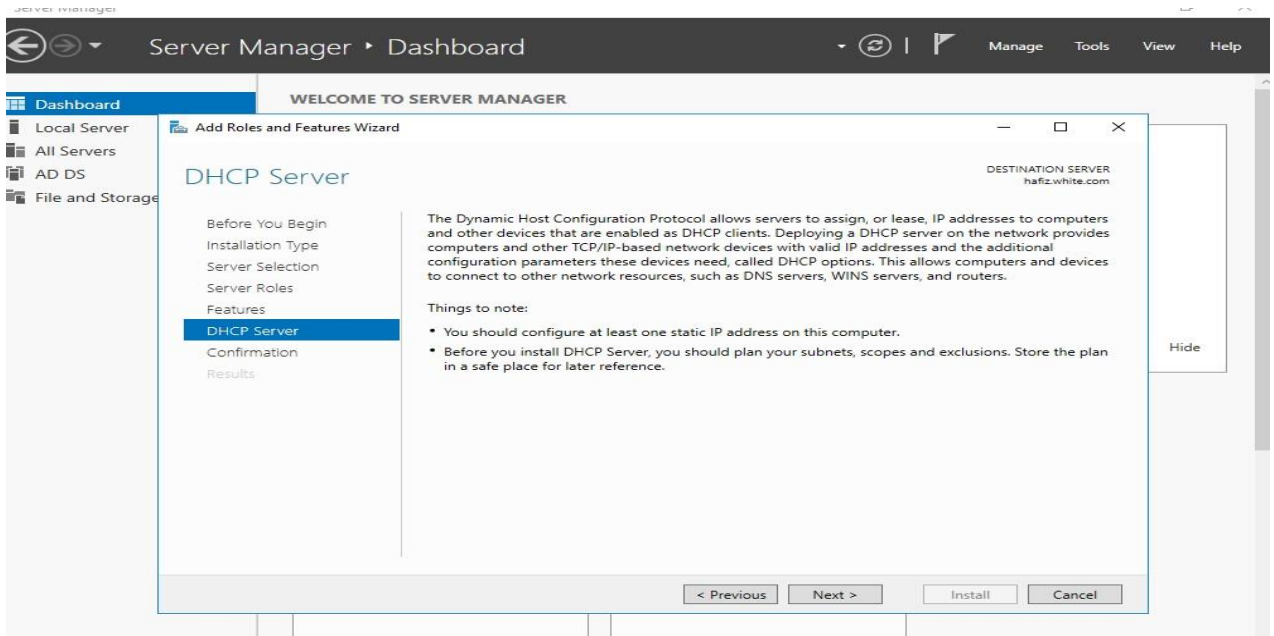 Server Manager
Server Manager ‣ Dashboard
Manage Tools View Help
Dashboard
Local Server
All Servers
AD DS
File and Storage
WELCOME TO SERVER MANAGER
Add Roles and Features Wizard
DHCP Server
DESTINATION SERVER
hafiz.white.com
Before You Begin
Installation Type
Server Selection
Server Roles
Features
DHCP Server
Confirmation
Results
The Dynamic Host Configuration Protocol allows servers to assign, or lease, IP addresses to computers
and other devices that are enabled as DHCP clients. Deploying a DHCP server on the network provides
computers and other TCP/IP-based network devices with valid IP addresses and the additional
configuration parameters these devices need, called DHCP options. This allows computers and devices
to connect to other network resources, such as DNS servers, WINS servers, and routers.
Things to note:
• You should configure at least one static IP address on this computer.
• Before you install DHCP Server, you should plan your subnets, scopes and exclusions. Store the plan
in a safe place for later reference.
Hide
< Previous Next > Install Cancel